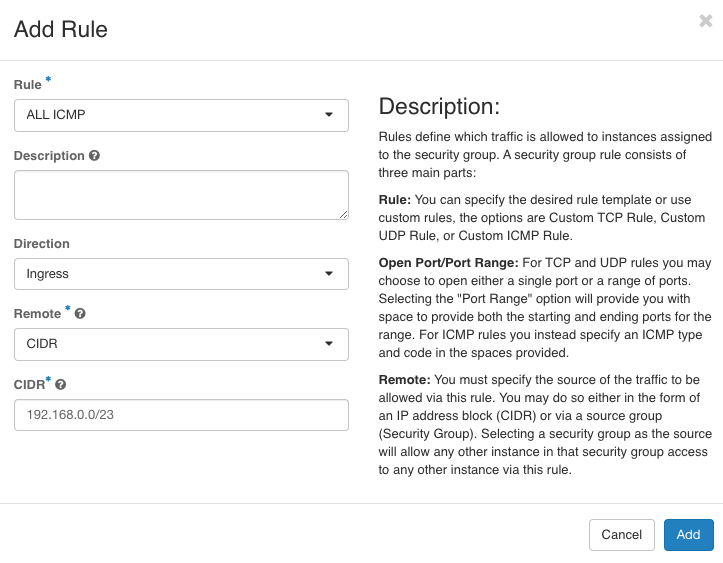 Add Rule
×
Rule *
ALL ICMP
Description
Direction
Ingress
Remote *
CIDR
CIDR*
192.168.0.0/23
Description:
Rules define which traffic is allowed to instances assigned
to the security group. A security group rule consists of
three main parts:
Rule: You can specify the desired rule template or use
custom rules, the options are Custom TCP Rule, Custom
UDP Rule, or Custom ICMP Rule.
Open Port/Port Range: For TCP and UDP rules you may
choose to open either a single port or a range of ports.
Selecting the "Port Range" option will provide you with
space to provide both the starting and ending ports for the
range. For ICMP rules you instead specify an ICMP type
and code in the spaces provided.
Remote: You must specify the source of the traffic to be
allowed via this rule. You may do so either in the form of
an IP address block (CIDR) or via a source group
(Security Group). Selecting a security group as the source
will allow any other instance in that security group access
to any other instance via this rule.
Cancel
Add